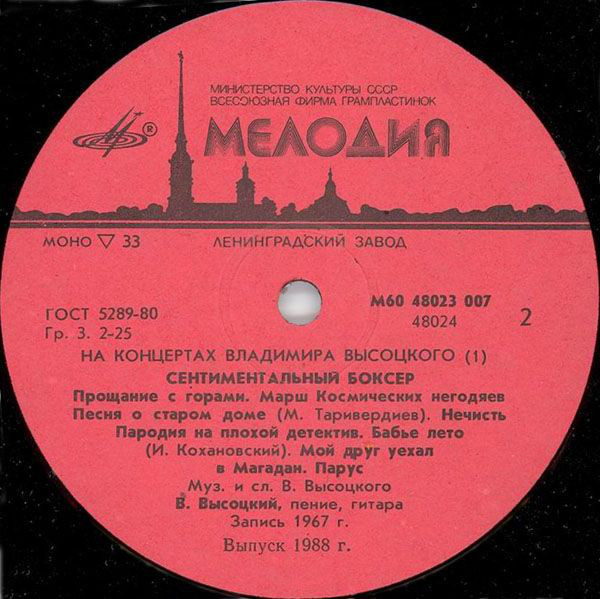 МИНИСТЕРСТВО КУЛЬТУРЫ СССР
ВСЕСОЮЗНАЯ ФИРМА ГРАМПЛАСТИНОК
® МЕЛОДИЯ
МОНО ▽ 33 ЛЕНИНГРАДСКИЙ ЗАВОД
ГОСТ 5289-80 М60 48023 007
Гр. 3. 2-25 48024 2
НА КОНЦЕРТАХ ВЛАДИМИРА ВЫСОЦКОГО (1)
СЕНТИМЕНТАЛЬНЫЙ БОКСЕР
Прощание с горами. Марш Космических негодяев
Песня о старом доме (М. Таривердиев). Нечисть
Пародия на плохой детектив. Бабье лето
(И. Кохановский). Мой друг уехал
в Магадан. Парус
Муз. и сл. В. Высоцкого
В. Высоцкий, пение, гитара
Запись 1967 г.
Выпуск 1988 г.